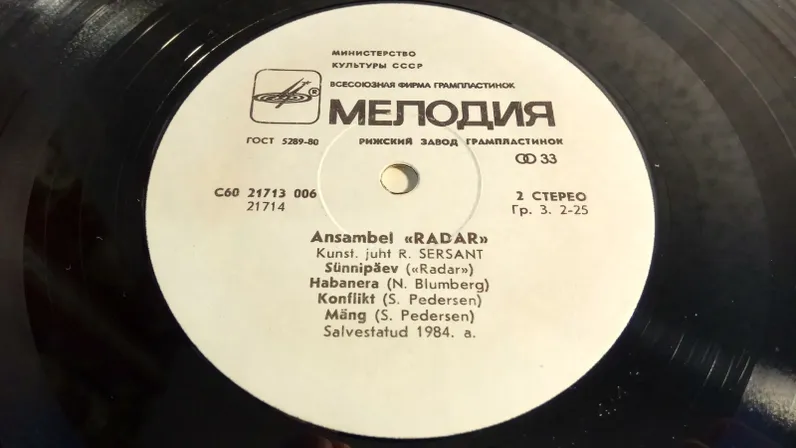 МИНИСТЕРСТВО
КУЛЬТУРЫ СССР
ВСЕСОЮЗНАЯ ФИРМА ГРАМПЛАСТИНОК
® МЕЛОДИЯ
ГОСТ 5289-80 РИЖСКИЙ ЗАВОД ГРАМПЛАСТИНОК
33
С60 21713 006 2 СТЕРЕО
21714 Гр. 3. 2-25
Ansambel «RADAR»
Kunst. juht R. SERSANT
Sünnipäev («Radar»)
Habanera (N. Blumberg)
Konflikt (S. Pedersen)
Mäng (S. Pedersen)
Salvestatud 1984. a.